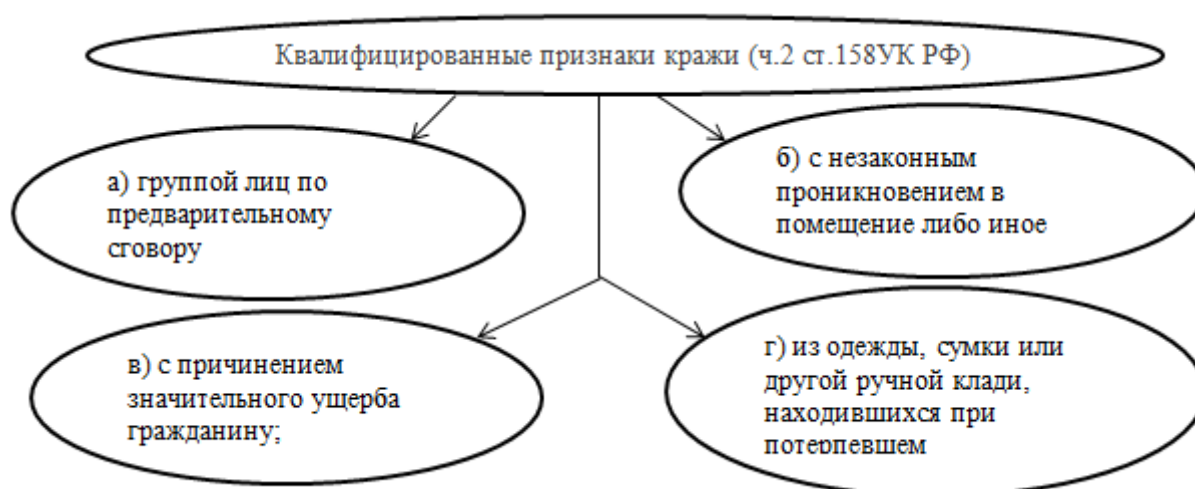 Квалифицированные признаки кражи (ч.2 ст.158УК РФ)
а) группой лиц по
предварительному
сговору
б) с незаконным
проникновением в
помещение либо иное
в) с причинением
значительного ущерба
гражданину;
г) из одежды, сумки или
другой ручной клади,
находившихся при
потерпевшем